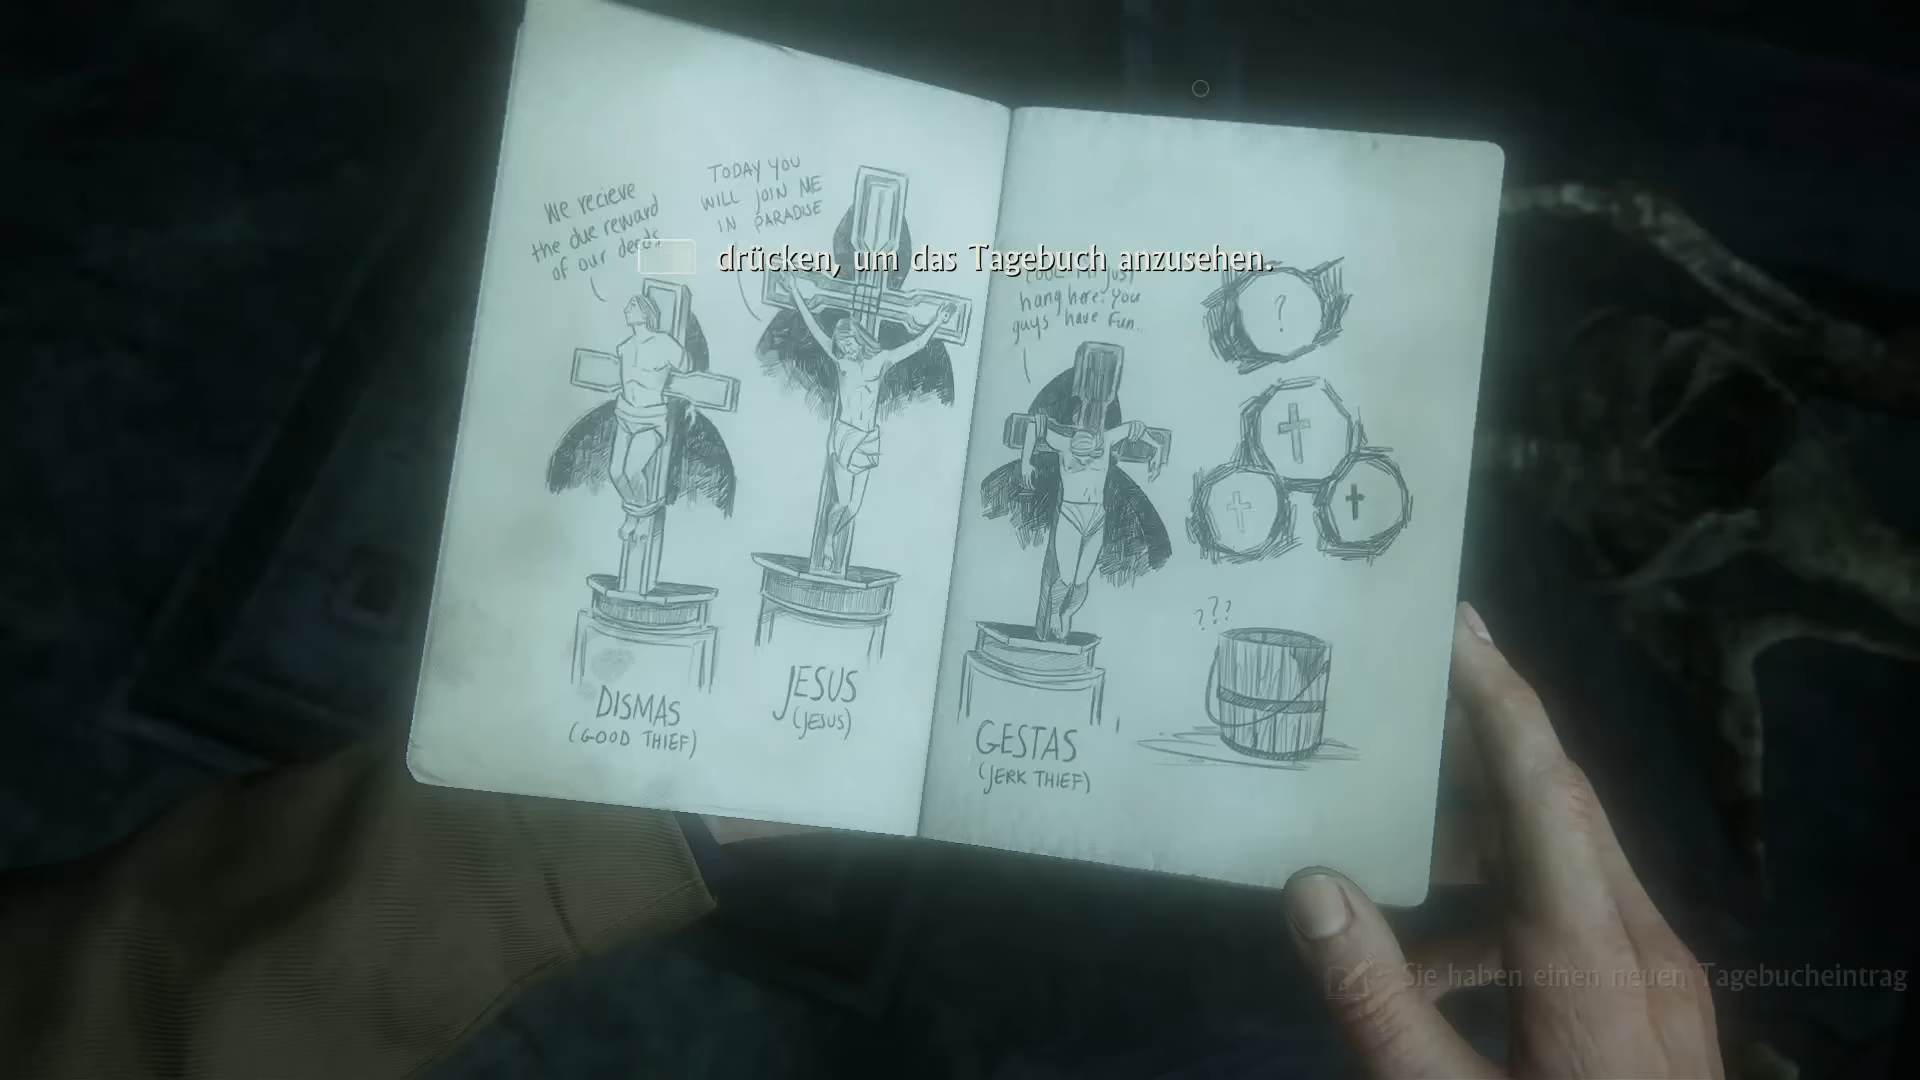 We recieve
the due reward
of our deeds
TODAY YOU
WILL JOIN ME
IN PARADISE
drücken, um das Tagebuch anzusehen.
just
hang here. You
guys have fun...
?
DISMAS
(GOOD THIEF)
JESUS
(JESUS)
GESTAS
(JERK THIEF)
???
Sie haben einen neuen Tagebucheintrag